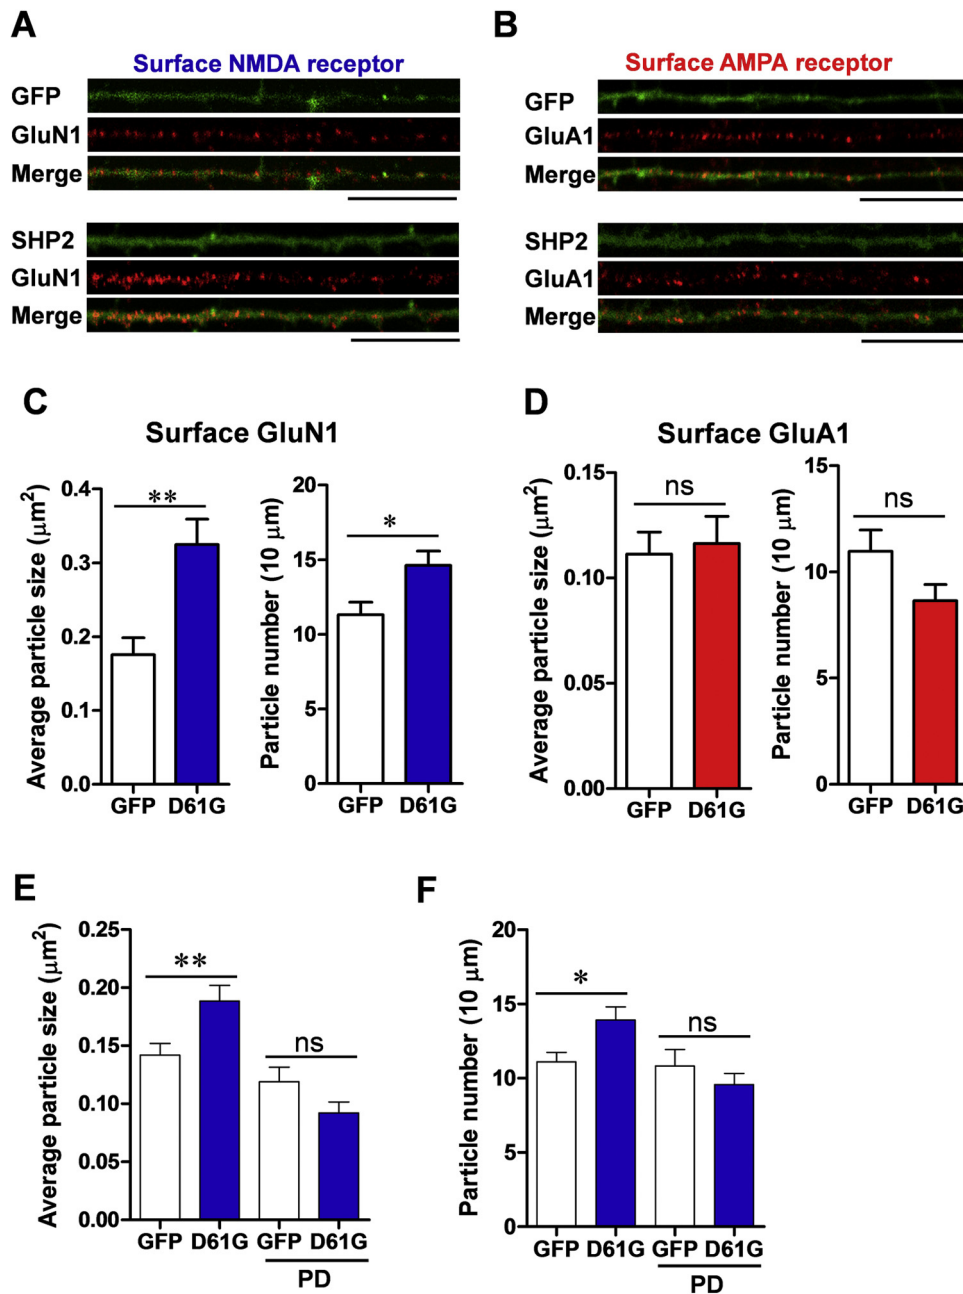 A
Surface NMDA receptor
GFP
GluN1
Merge
SHP2
GluN1
Merge
B
Surface AMPA receptor
GFP
GluA1
Merge
SHP2
GluA1
Merge
C
Surface GluN1
Average particle size (μm²)
0.4
0.3
0.2
0.1
0.0
**
GFP D61G
Particle number (10 μm)
20
15
10
5
0
*
GFP D61G
D
Surface GluA1
Average particle size (μm²)
0.15
0.10
0.05
0.00
ns
GFP D61G
Particle number (10 μm)
15
10
5
0
ns
GFP D61G
E
Average particle size (μm²)
0.25
0.20
0.15
0.10
0.05
0.00
**
ns
GFP D61G GFP D61G
PD
F
Particle number (10 μm)
20
15
10
5
0
*
ns
GFP D61G GFP D61G
PD